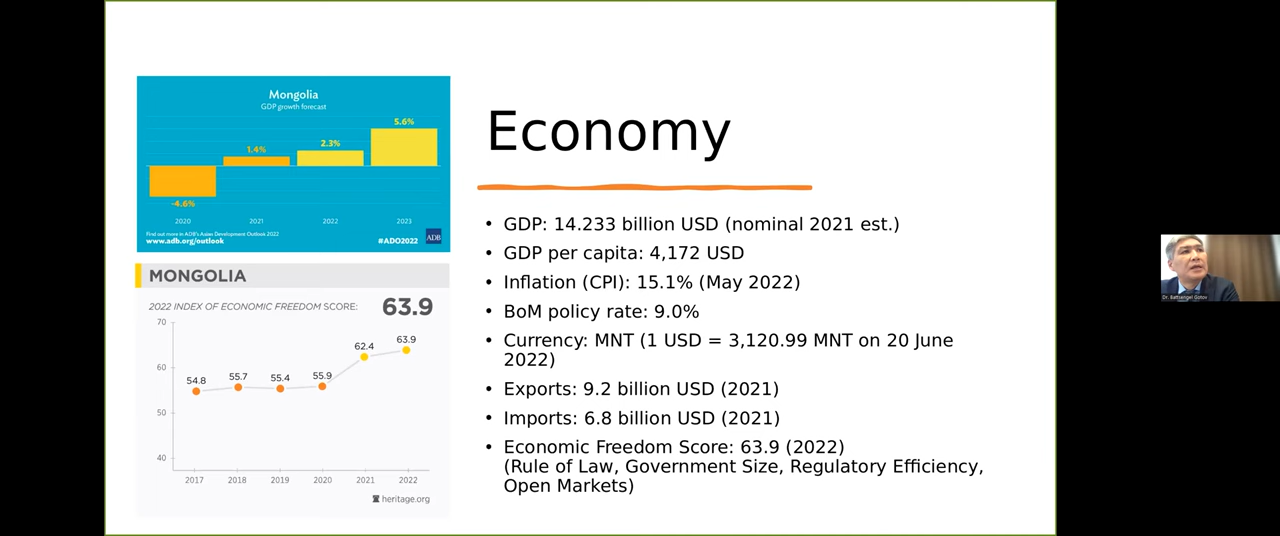 Mongolia
GDP growth forecast
5.6%
2.3%
1.4%
-4.6%
2020
2021
2022
2023
Find out more in ADB's Asian Development Outlook 2022
www.adb.org/outlook
#ADO2022
ADB
MONGOLIA
2022 INDEX OF ECONOMIC FREEDOM SCORE:
63.9
70
60
50
40
54.8
55.7
55.4
55.9
62.4
63.9
2017
2018
2019
2020
2021
2022
heritage.org
Economy
• GDP: 14.233 billion USD (nominal 2021 est.)
• GDP per capita: 4,172 USD
• Inflation (CPI): 15.1% (May 2022)
• BoM policy rate: 9.0%
• Currency: MNT (1 USD = 3,120.99 MNT on 20 June
2022)
• Exports: 9.2 billion USD (2021)
• Imports: 6.8 billion USD (2021)
• Economic Freedom Score: 63.9 (2022)
(Rule of Law, Government Size, Regulatory Efficiency,
Open Markets)
Dr. Battsengel Gotov